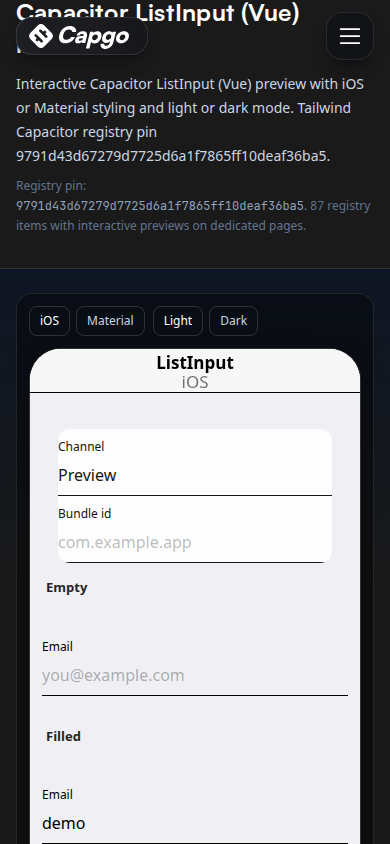 Capacitor ListInput (Vue)
Capgo
Interactive Capacitor ListInput (Vue) preview with iOS
or Material styling and light or dark mode. Tailwind
Capacitor registry pin
9791d43d67279d7725d6a1f7865ff10deaf36ba5.
Registry pin:
9791d43d67279d7725d6a1f7865ff10deaf36ba5. 87 registry
items with interactive previews on dedicated pages.
iOS Material Light Dark
ListInput
iOS
Channel
Preview
Bundle id
com.example.app
Empty
Email
you@example.com
Filled
Email
demo